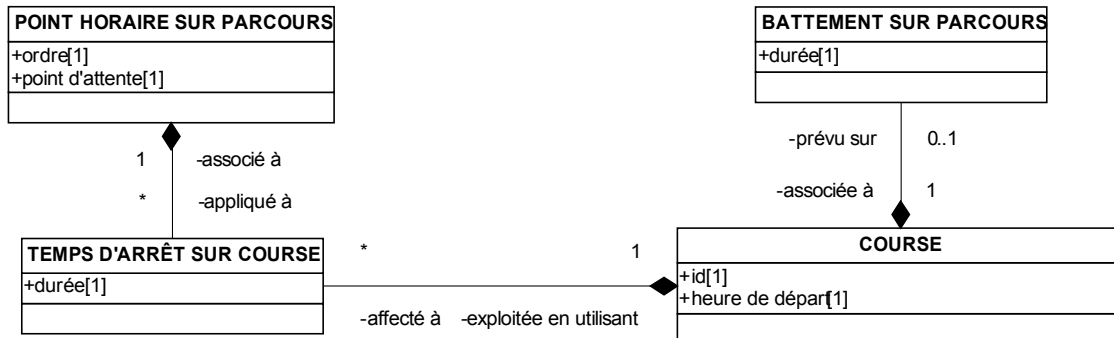 POINT HORAIRE SUR PARCOURS
+ordre[1]
+point d'attente[1]
BATTEMENT SUR PARCOURS
+durée[1]
1 -associé à
* -appliqué à
-prévu sur 0..1
-associée à 1
TEMPS D'ARRÊT SUR COURSE
+durée[1]
* 1
-affecté à -exploitée en utilisant
COURSE
+id[1]
+heure de départ[1]